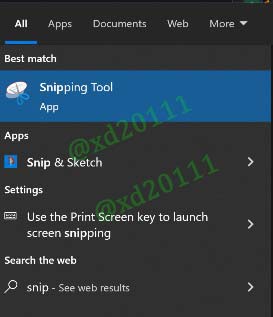 All Apps Documents Web More
Best match
Snipping Tool
App
@xd20111
Apps
Snip & Sketch
Settings
@xd20111
Use the Print Screen key to launch
screen snipping
Search the web
snip - See web results